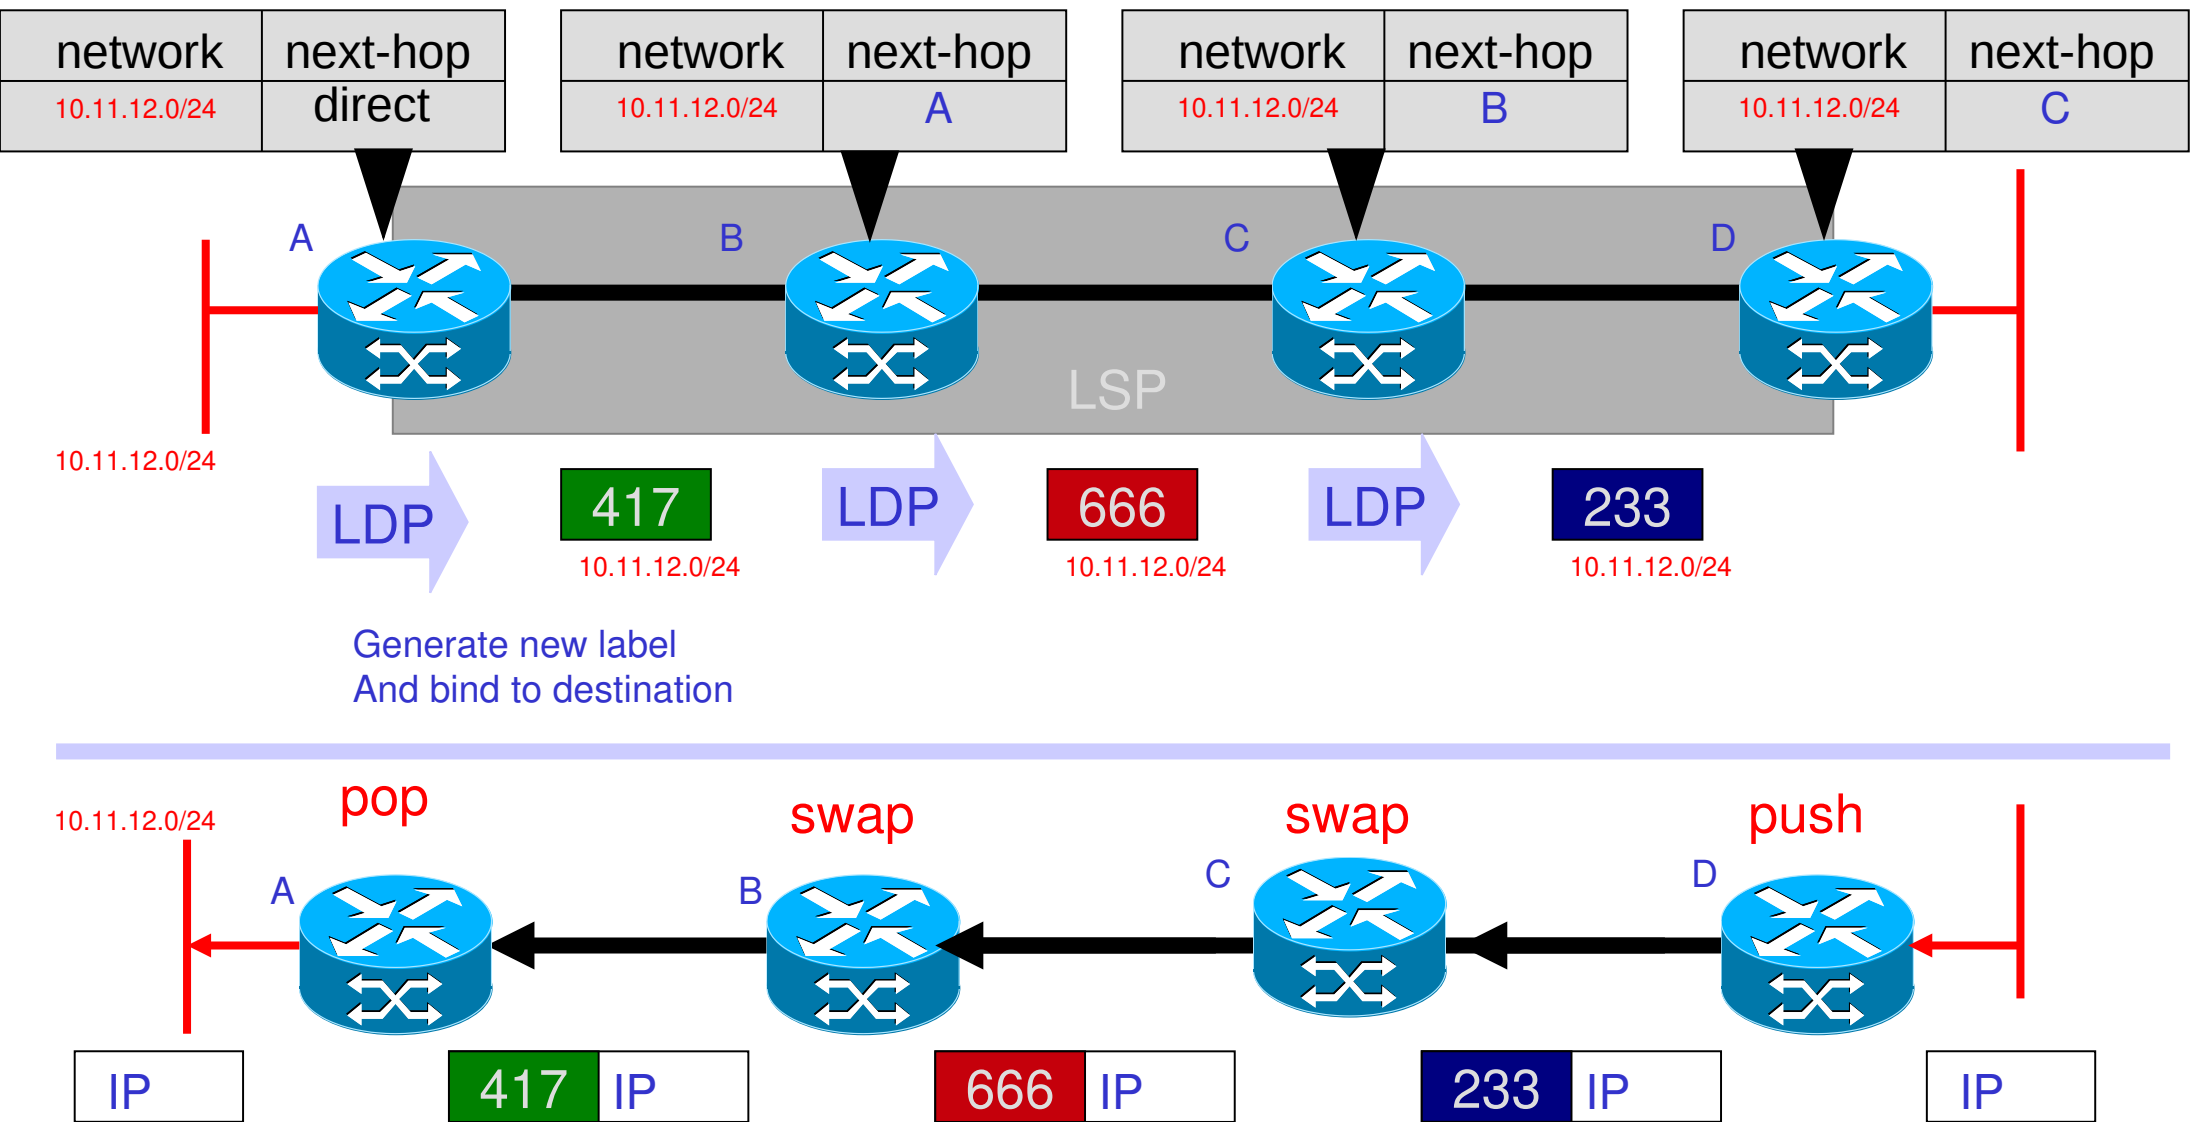 network next-hop network next-hop network next-hop network next-hop
10.11.12.0/24 direct 10.11.12.0/24 A 10.11.12.0/24 B 10.11.12.0/24 C
A B C D
LSP
10.11.12.0/24
LDP 417 LDP 666 LDP 233
10.11.12.0/24 10.11.12.0/24 10.11.12.0/24
Generate new label
And bind to destination
pop swap swap push
10.11.12.0/24
A B C D
IP 417 IP 666 IP 233 IP IP